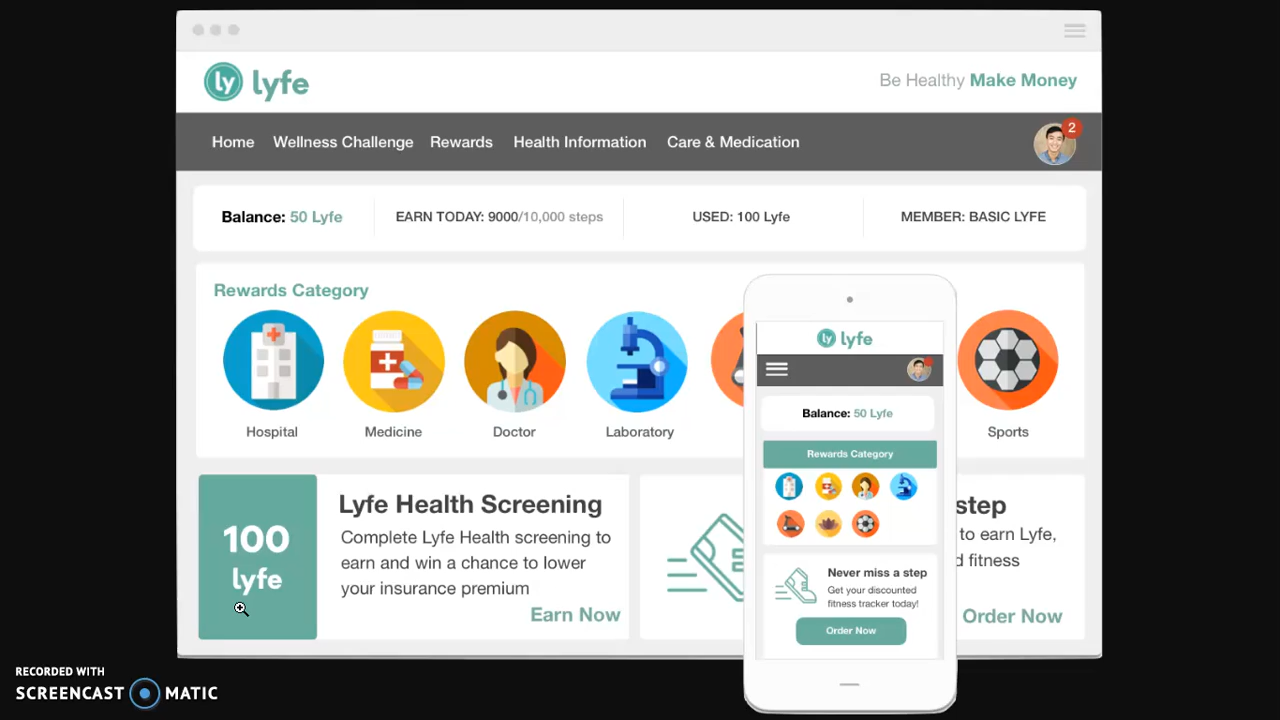 ly lyfe
Be Healthy Make Money
Home Wellness Challenge Rewards Health Information Care & Medication
2
Balance: 50 Lyfe
EARN TODAY: 9000/10,000 steps
USED: 100 Lyfe
MEMBER: BASIC LYFE
Rewards Category
Hospital
Medicine
Doctor
Laboratory
Sports
100
lyfe
Lyfe Health Screening
Complete Lyfe Health screening to
earn and win a chance to lower
your insurance premium
Earn Now
step
to earn Lyfe,
fitness
Order Now
ly lyfe
Balance: 50 Lyfe
Rewards Category
Never miss a step
Get your discounted
fitness tracker today!
Order Now
RECORDED WITH
SCREENCAST MATIC